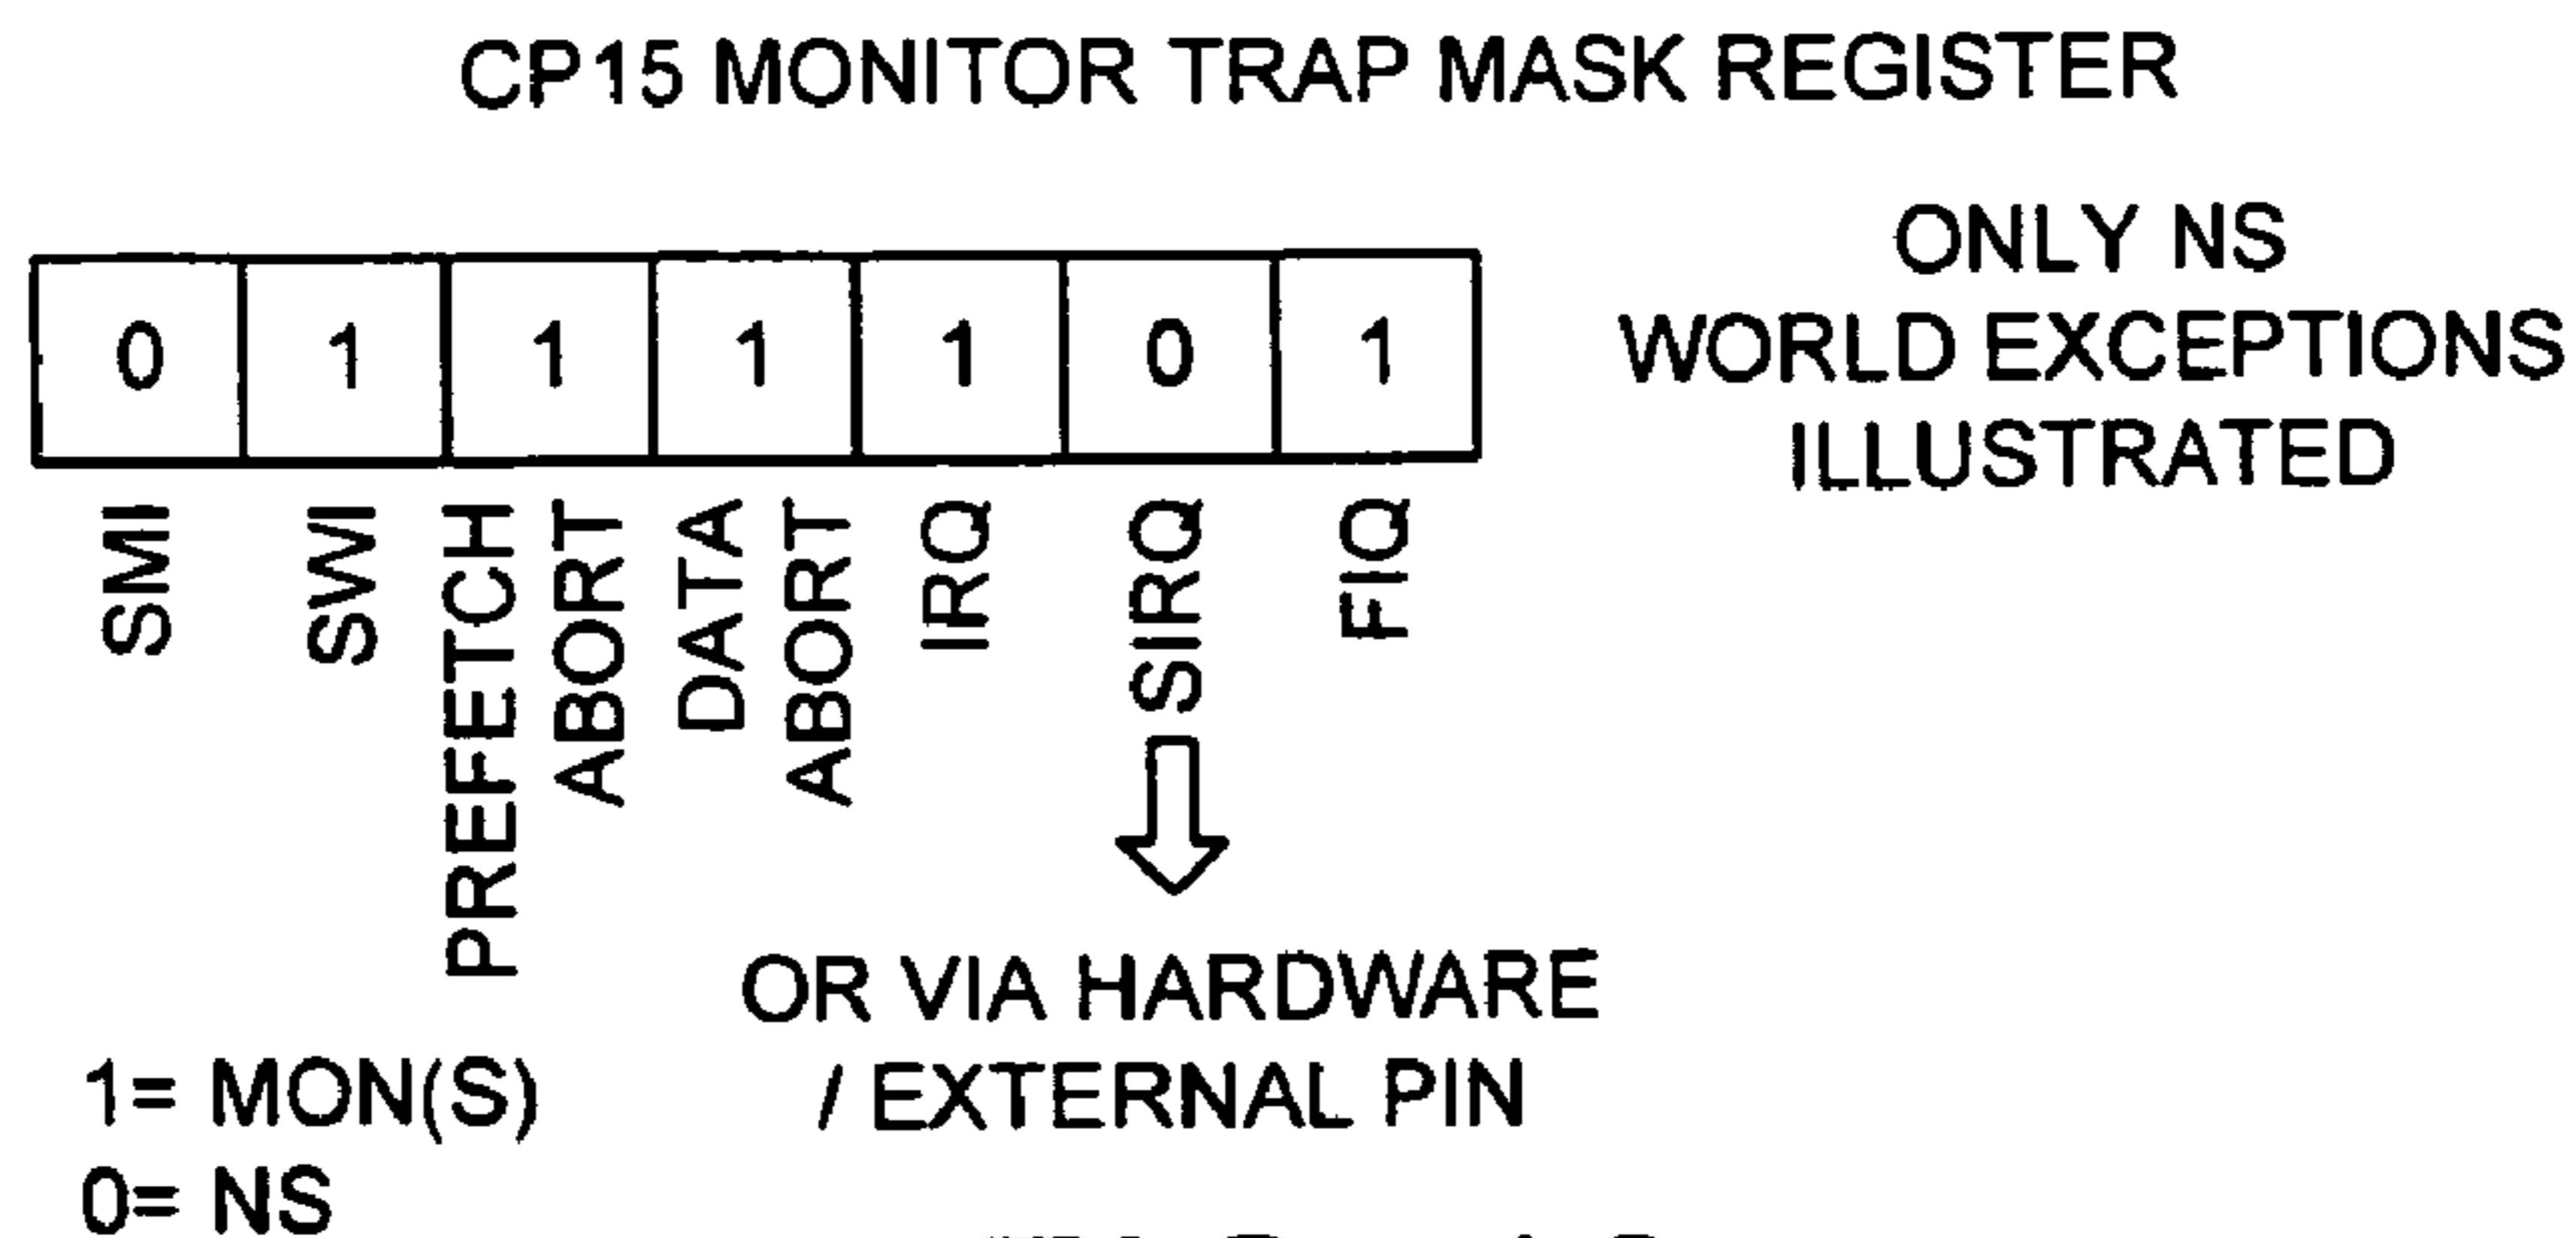 CP15 MONITOR TRAP MASK REGISTER
0 1 1 1 1 0 1
ONLY NS
WORLD EXCEPTIONS
ILLUSTRATED
SMI
SWI
PREFETCH
ABORT
DATA
ABORT
IRQ
SIRQ
FIQ
OR VIA HARDWARE
/ EXTERNAL PIN
1= MON(S)
0= NS